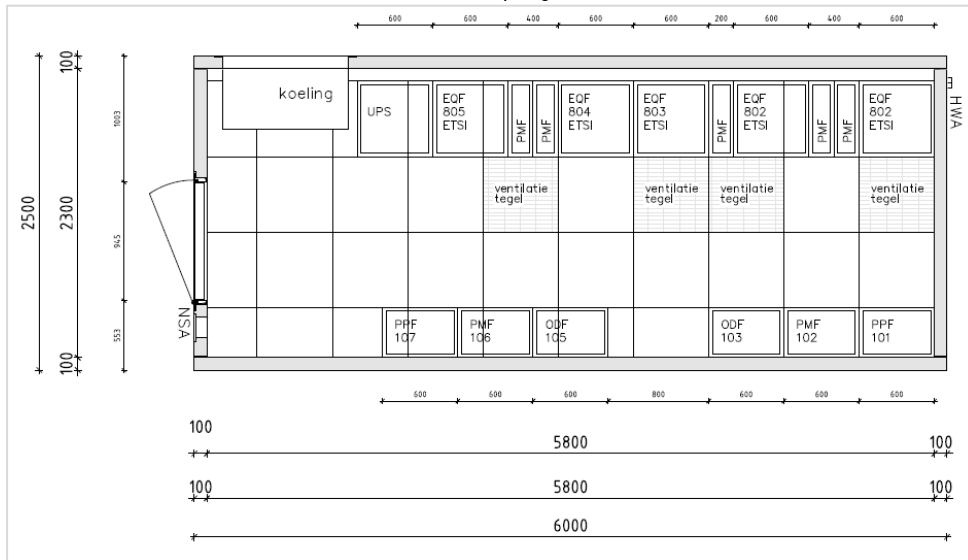 600 600 400 600 600 200 600 400 600
100
koeling
UPS
EQF
805
ETSI
PMF
PMF
EQF
804
ETSI
EQF
803
ETSI
PMF
EQF
802
ETSI
PMF
PMF
EQF
802
ETSI
HWA
1003
ventilatie
tegel
ventilatie
tegel
ventilatie
tegel
ventilatie
tegel
2500
2300
945
NSA
553
PPF
107
PMF
106
ODF
105
ODF
103
PMF
102
PPF
101
100
600 600 600 800 600 600 600
100
5800
100
100
5800
100
6000